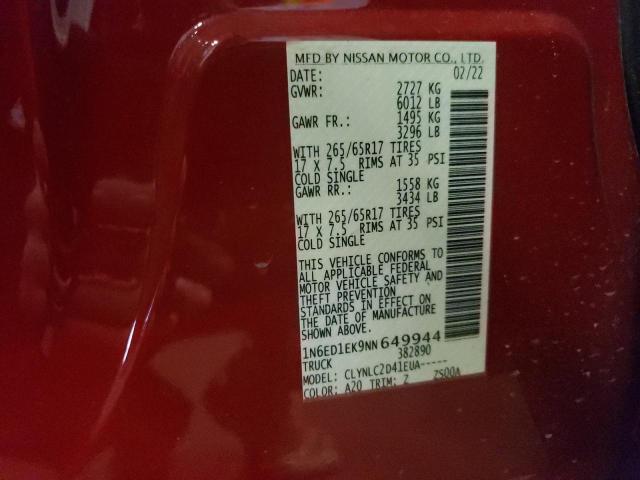 MFD BY NISSAN MOTOR CO., LTD.
DATE: 02/22
GVWR: 2727 KG
6012 LB
GAWR FR.: 1495 KG
3296 LB
WITH 265/65R17 TIRES
17 X 7.5 RIMS AT 35 PSI
COLD SINGLE
GAWR RR.: 1558 KG
3434 LB
WITH 265/65R17 TIRES
17 X 7.5 RIMS AT 35 PSI
COLD SINGLE
THIS VEHICLE CONFORMS TO
ALL APPLICABLE FEDERAL
MOTOR VEHICLE SAFETY AND
THEFT PREVENTION
STANDARDS IN EFFECT ON
THE DATE OF MANUFACTURE
SHOWN ABOVE.
1N6ED1EK9NN649944
TRUCK 382890
MODEL: CLYNLC2D41EUA-----
COLOR: A20 TRIM: Z Z500A